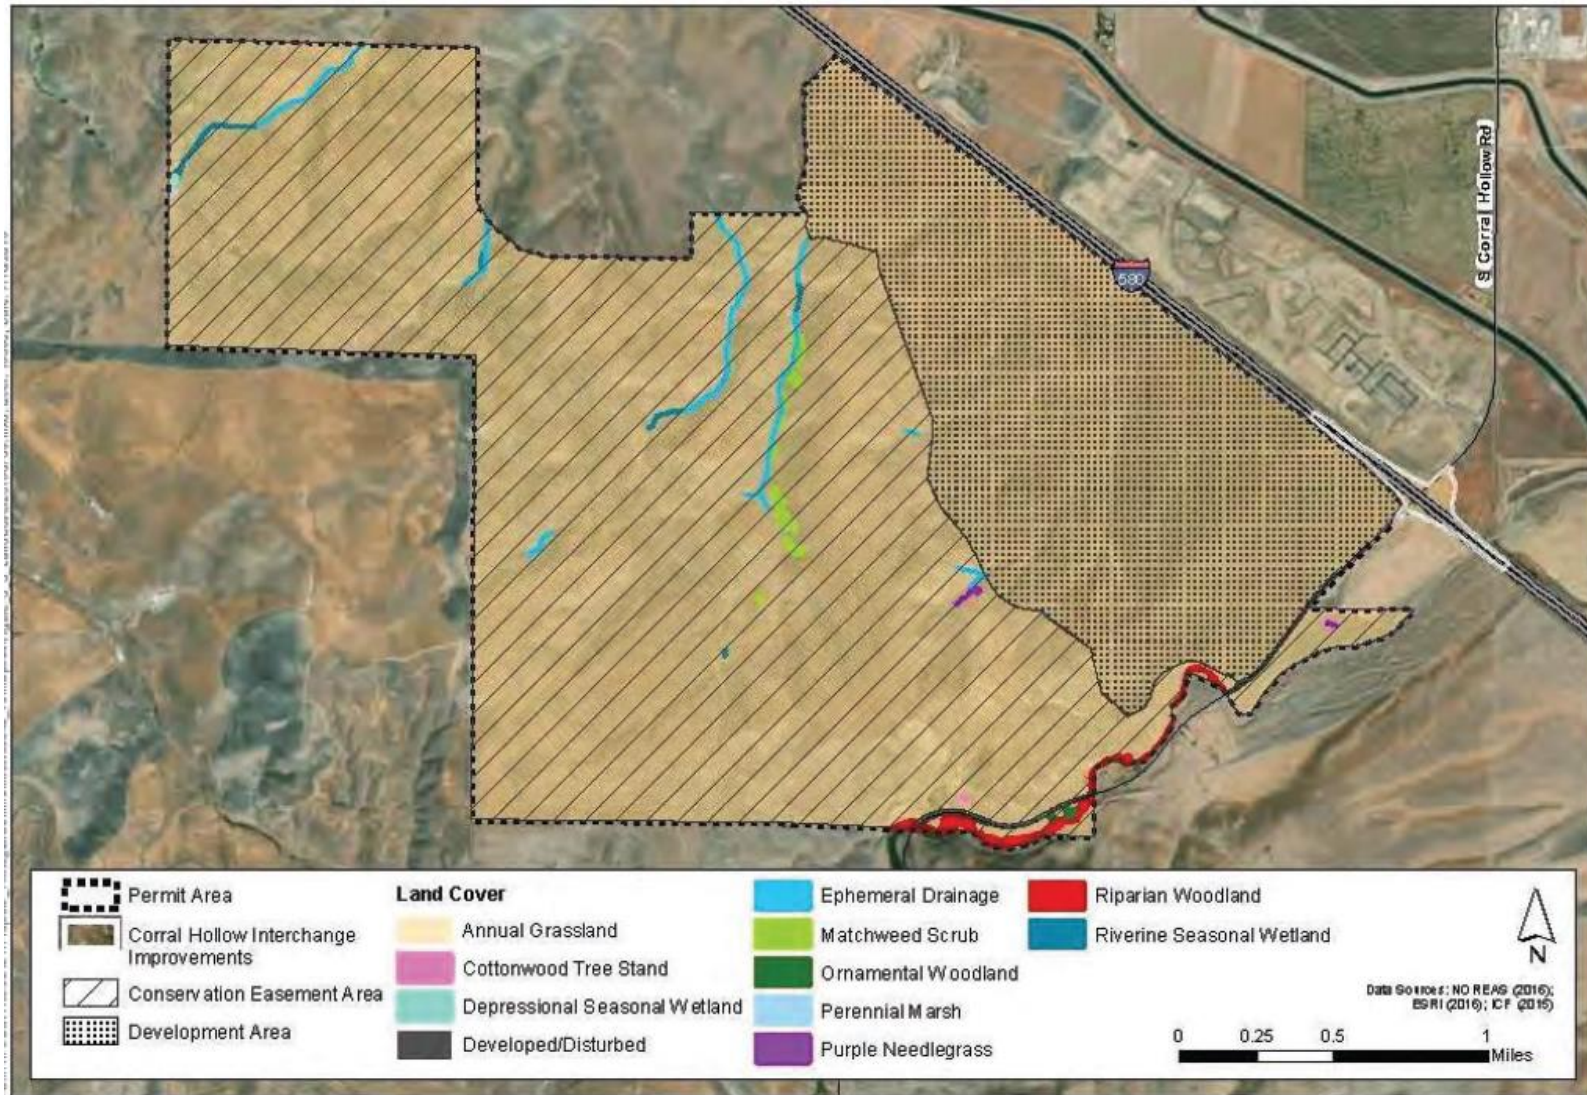 580
S Corral Hollow Rd
Permit Area
Corral Hollow Interchange
Improvements
Conservation Easement Area
Development Area
Land Cover
Annual Grassland
Cottonwood Tree Stand
Depressional Seasonal Wetland
Developed/Disturbed
Ephemeral Drainage
Matchweed Scrub
Ornamental Woodland
Perennial Marsh
Purple Needlegrass
Riparian Woodland
Riverine Seasonal Wetland
N
Data Sources: NOREAS (2016);
ESRI (2016); ICF (2015)
0 0.25 0.5 1
Miles